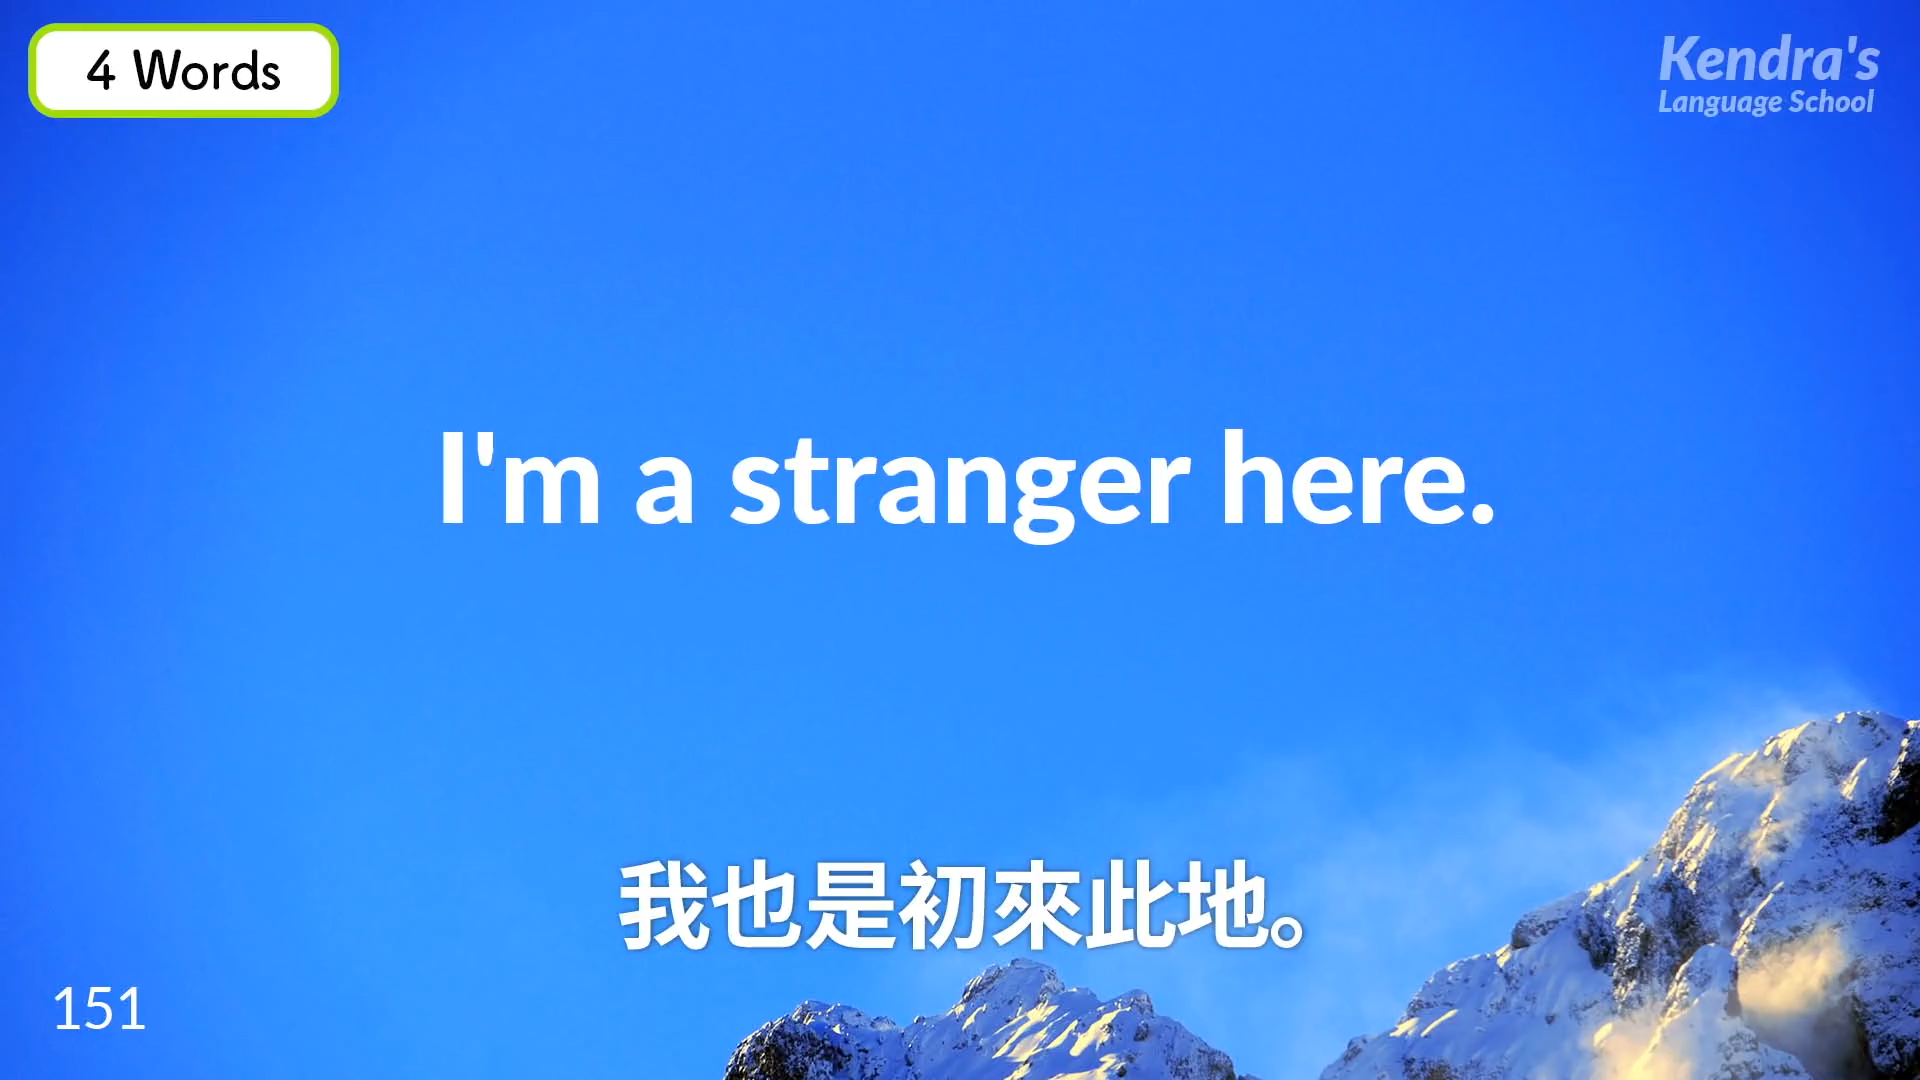 4 Words
Kendra's
Language School
I'm a stranger here.
我也是初來此地。
151